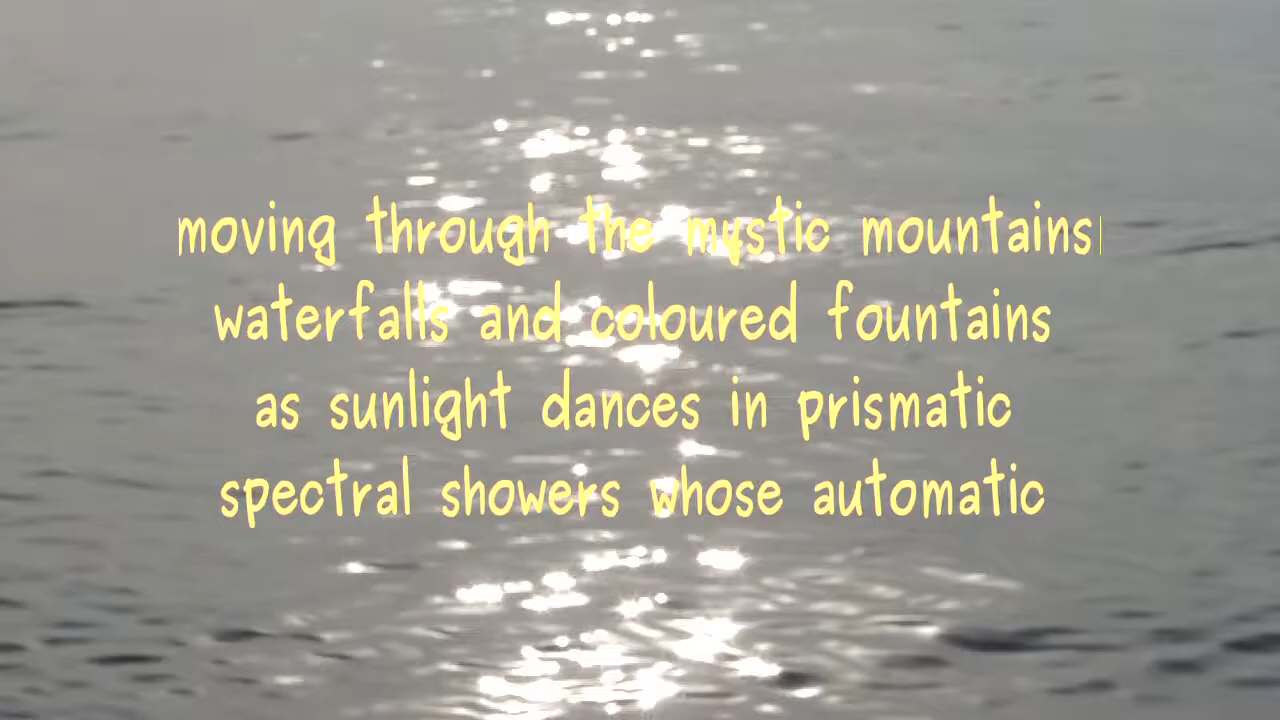 moving through the mystic mountains
waterfalls and coloured fountains
as sunlight dances in prismatic
spectral showers whose automatic